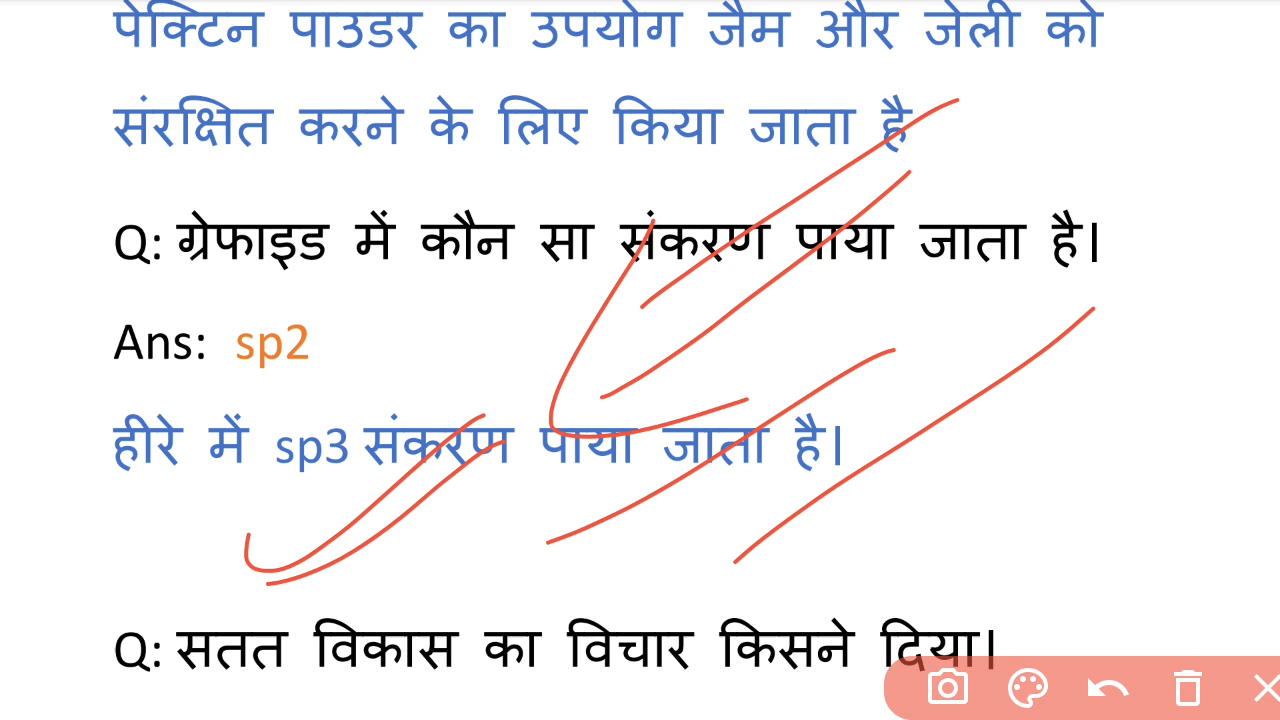 पेक्टिन पाउडर का उपयोग जैम और जेली को
संरक्षित करने के लिए किया जाता है
Q: ग्रेफाइड में कौन सा संकरण पाया जाता है।
Ans: sp2
हीरे में sp3 संकरण पाया जाता है।
Q: सतत विकास का विचार किसने दिया।